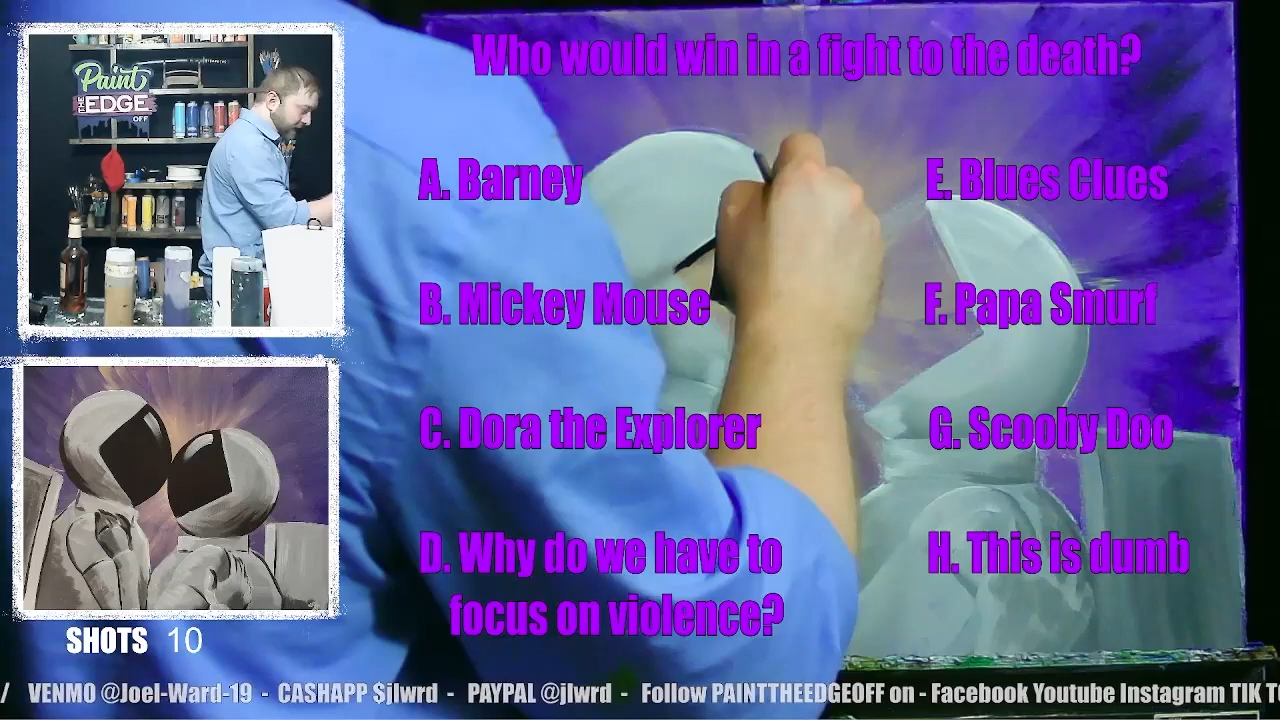 Paint
THE EDGE
OFF
Who would win in a fight to the death?
A. Barney
E. Blues Clues
B. Mickey Mouse
F. Papa Smurf
C. Dora the Explorer
G. Scooby Doo
D. Why do we have to
focus on violence?
H. This is dumb
SHOTS 10
/ VENMO @Joel-Ward-19 - CASHAPP $jlwrd - PAYPAL @jlwrd - Follow PAINTTHEEDGEOFF on - Facebook Youtube Instagram TIK